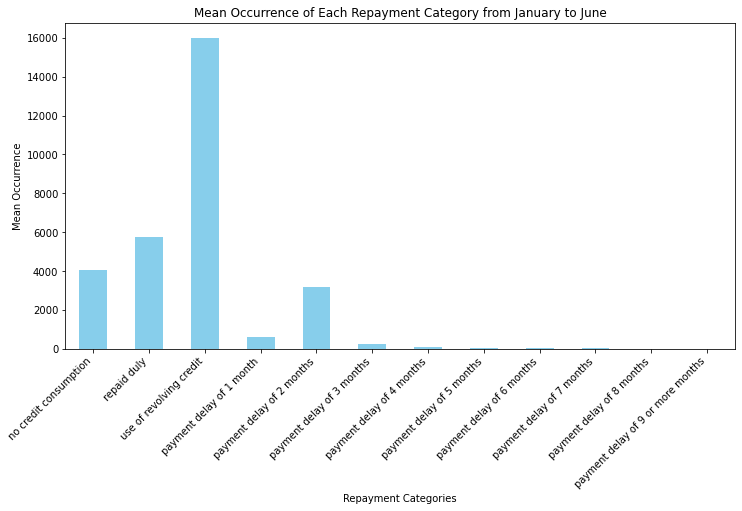 Mean Occurrence of Each Repayment Category from January to June
Mean Occurrence
16000
14000
12000
10000
8000
6000
4000
2000
0
no credit consumption
repaid duly
use of revolving credit
payment delay of 1 month
payment delay of 2 months
payment delay of 3 months
payment delay of 4 months
payment delay of 5 months
payment delay of 6 months
payment delay of 7 months
payment delay of 8 months
payment delay of 9 or more months
Repayment Categories